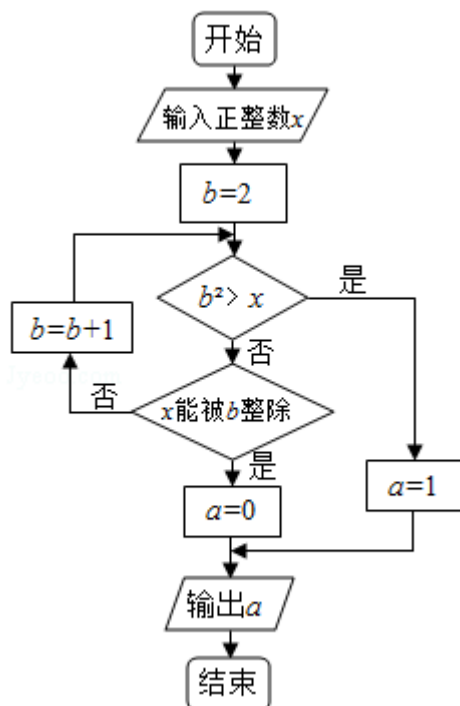 开始
输入正整数x
b=2
b²> x
是
b=b+1
否
否
x能被b整除
是
a=1
a=0
输出a
结束